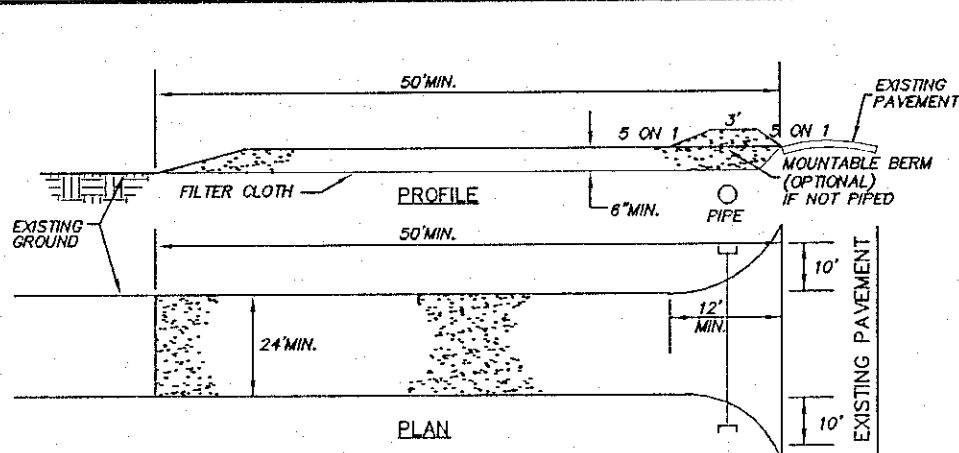 50'MIN.
EXISTING
PAVEMENT
5 ON 1
3'
5 ON 1
MOUNTABLE BERM
(OPTIONAL)
IF NOT PIPED
FILTER CLOTH
PROFILE
6"MIN.
PIPE
EXISTING
GROUND
50'MIN.
10'
12'
MIN.
24'MIN.
EXISTING PAVEMENT
10'
PLAN